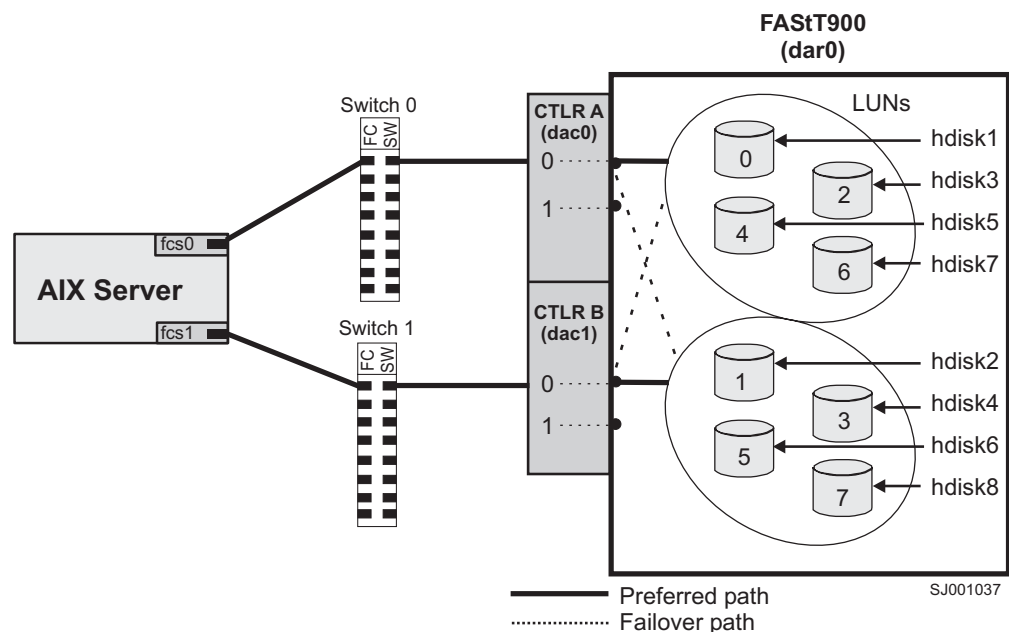 FAStT900
(dar0)
Switch 0
FC
SW
CTLR A
(dac0)
0
1
LUNs
0
hdisk1
2
hdisk3
4
hdisk5
6
hdisk7
fcs0
AIX Server
fcs1
Switch 1
FC
SW
CTLR B
(dac1)
0
1
1
hdisk2
3
hdisk4
5
hdisk6
7
hdisk8
SJ001037
Preferred path
Failover path